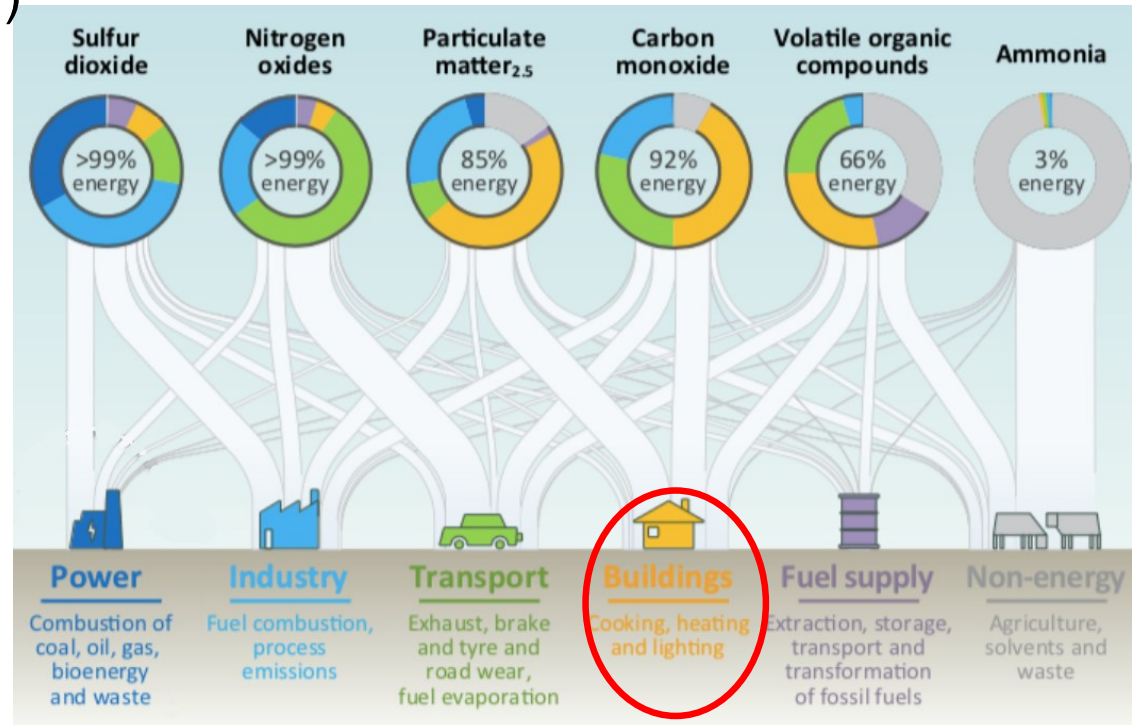 )
Sulfur
dioxide
Nitrogen
oxides
Particulate
matter₂.₅
Carbon
monoxide
Volatile organic
compounds
Ammonia
>99%
energy
>99%
energy
85%
energy
92%
energy
66%
energy
3%
energy
Power
Combustion of
coal, oil, gas,
bioenergy
and waste
Industry
Fuel combustion,
process
emissions
Transport
Exhaust, brake
and tyre and
road wear,
fuel evaporation
Buildings
Cooking, heating
and lighting
Fuel supply
Extraction, storage,
transport and
transformation
of fossil fuels
Non-energy
Agriculture,
solvents and
waste